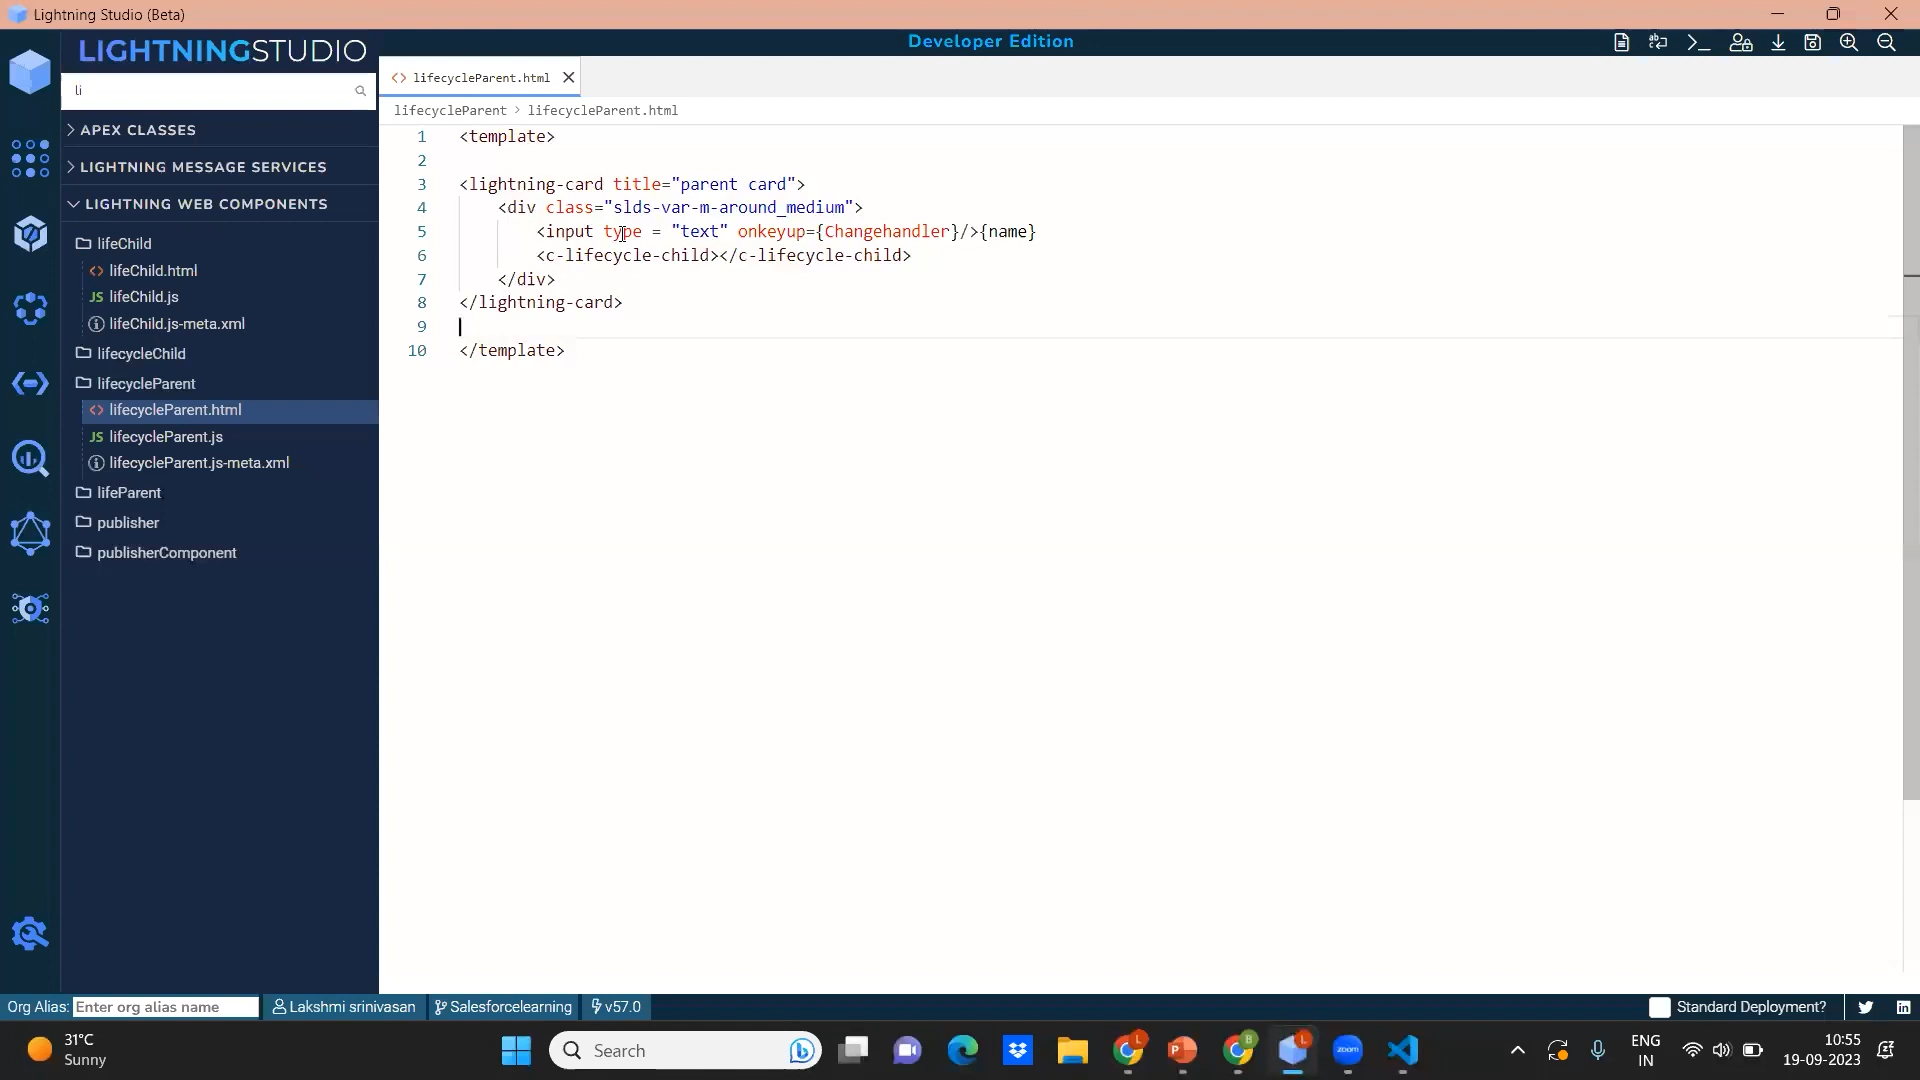 Lightning Studio (Beta)
LIGHTNINGSTUDIO
Developer Edition
li
lifecycleParent.html
lifecycleParent > lifecycleParent.html
APEX CLASSES
LIGHTNING MESSAGE SERVICES
LIGHTNING WEB COMPONENTS
lifeChild
lifeChild.html
JS lifeChild.js
lifeChild.js-meta.xml
lifecycleChild
lifecycleParent
lifecycleParent.html
JS lifecycleParent.js
lifecycleParent.js-meta.xml
lifeParent
publisher
publisherComponent
1 <template>
2
3 <lightning-card title="parent card">
4 <div class="slds-var-m-around_medium">
5 <input type = "text" onkeyup={Changehandler}/>{name}
6 <c-lifecycle-child></c-lifecycle-child>
7 </div>
8 </lightning-card>
9
10 </template>
Org Alias: Enter org alias name Lakshmi srinivasan Salesforcelearning v57.0 Standard Deployment?
31°C
Sunny
Search
zoom
ENG
IN
10:55
19-09-2023